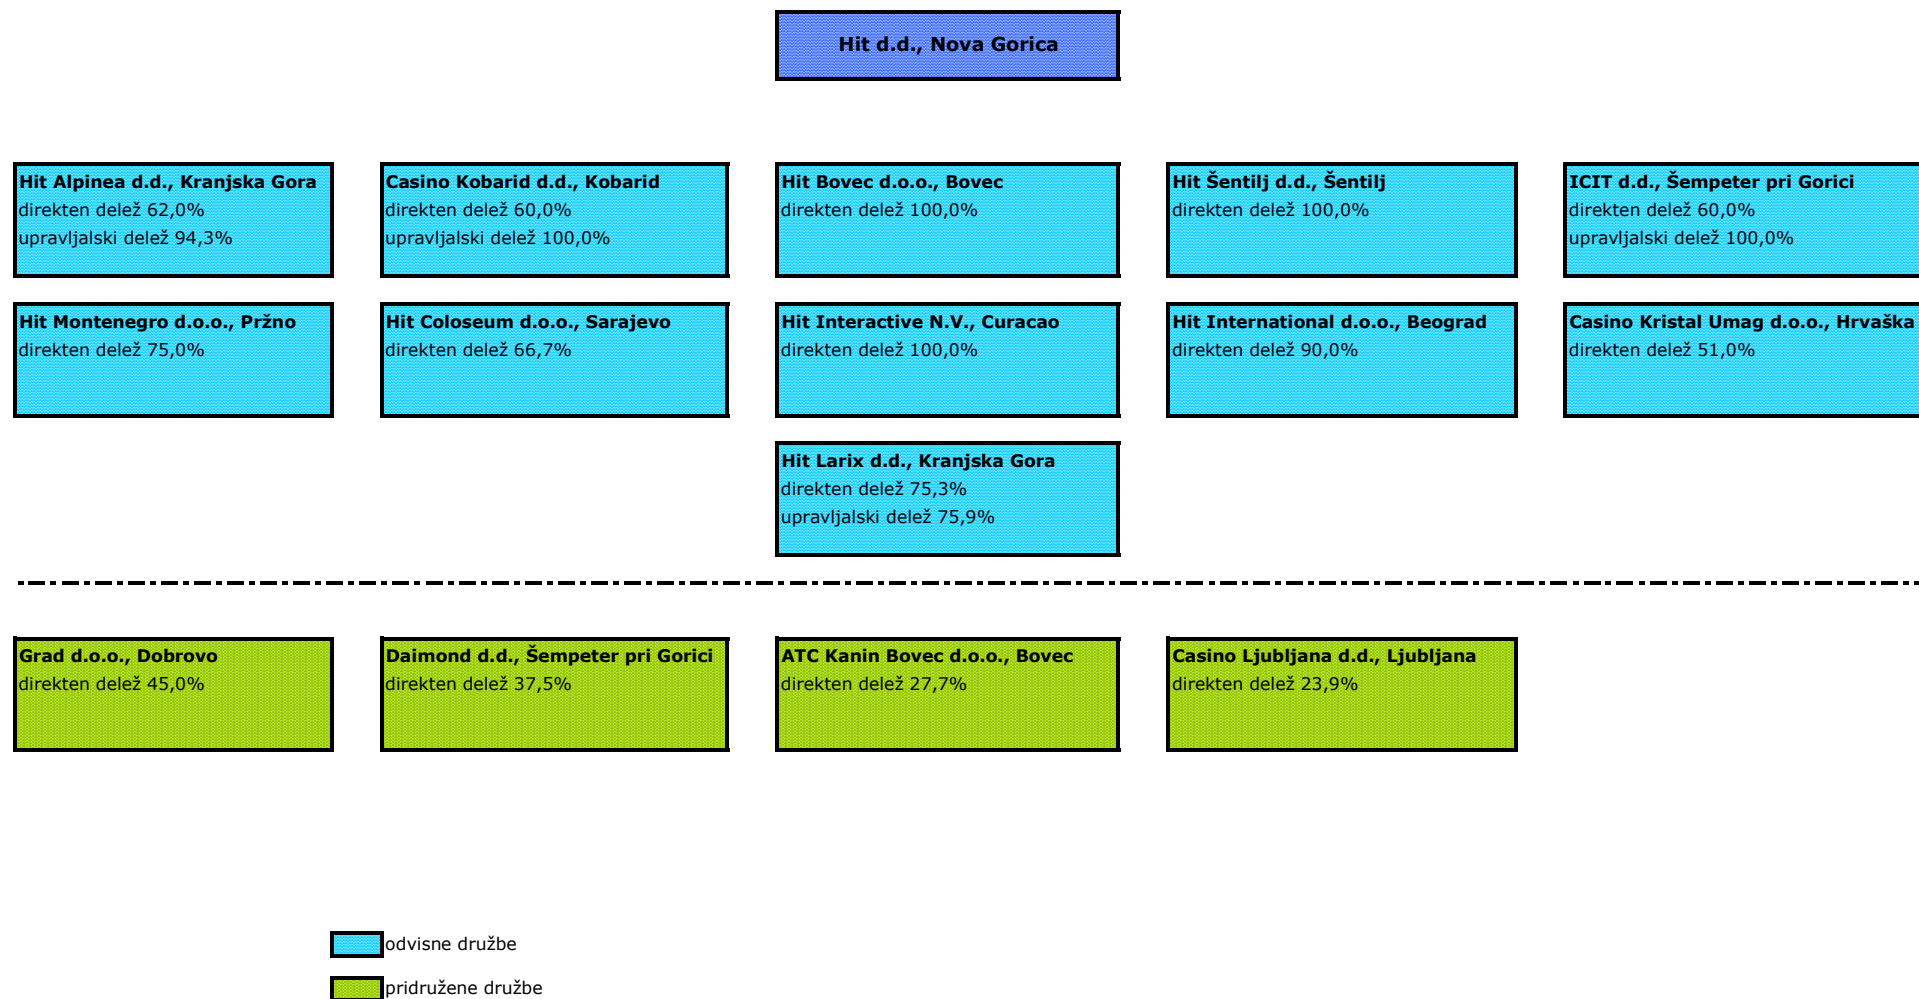 Hit d.d., Nova Gorica
Hit Alpinea d.d., Kranjska Gora
direkten delež 62,0%
upravljalski delež 94,3%
Casino Kobarid d.d., Kobarid
direkten delež 60,0%
upravljalski delež 100,0%
Hit Bovec d.o.o., Bovec
direkten delež 100,0%
Hit Šentilj d.d., Šentilj
direkten delež 100,0%
ICIT d.d., Šempeter pri Gorici
direkten delež 60,0%
upravljalski delež 100,0%
Hit Montenegro d.o.o., Pržno
direkten delež 75,0%
Hit Coloseum d.o.o., Sarajevo
direkten delež 66,7%
Hit Interactive N.V., Curacao
direkten delež 100,0%
Hit International d.o.o., Beograd
direkten delež 90,0%
Casino Kristal Umag d.o.o., Hrvaška
direkten delež 51,0%
Hit Larix d.d., Kranjska Gora
direkten delež 75,3%
upravljalski delež 75,9%
Grad d.o.o., Dobrovo
direkten delež 45,0%
Daimond d.d., Šempeter pri Gorici
direkten delež 37,5%
ATC Kanin Bovec d.o.o., Bovec
direkten delež 27,7%
Casino Ljubljana d.d., Ljubljana
direkten delež 23,9%
odvisne družbe
pridružene družbe